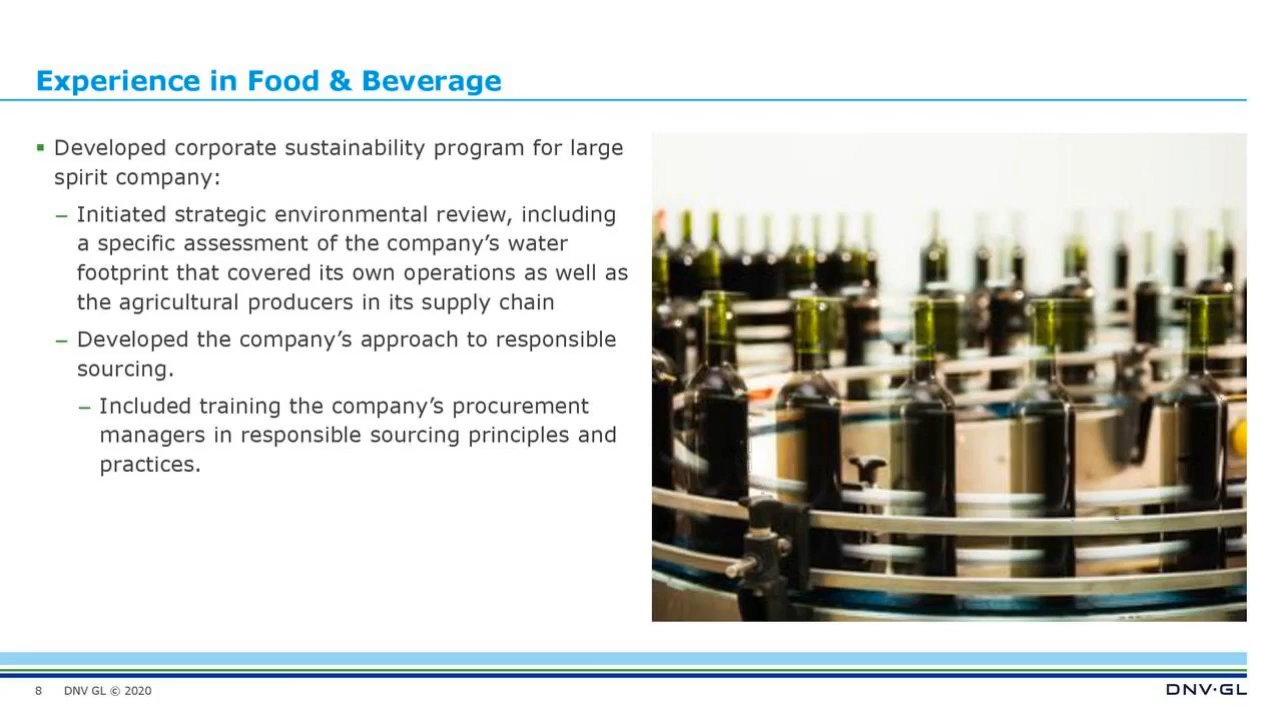 Experience in Food & Beverage
▪ Developed corporate sustainability program for large
spirit company:
– Initiated strategic environmental review, including
a specific assessment of the company’s water
footprint that covered its own operations as well as
the agricultural producers in its supply chain
– Developed the company’s approach to responsible
sourcing.
– Included training the company’s procurement
managers in responsible sourcing principles and
practices.
8 DNV GL © 2020
DNV·GL